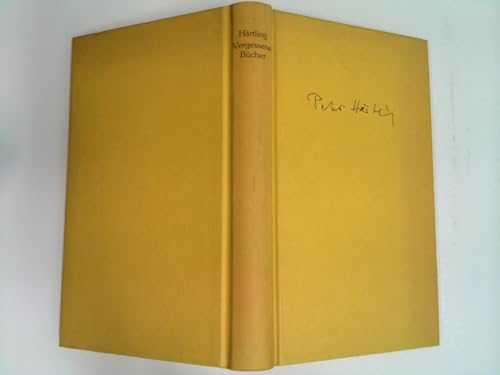 Härtling
Vergessene
Bücher
Peter Härtling